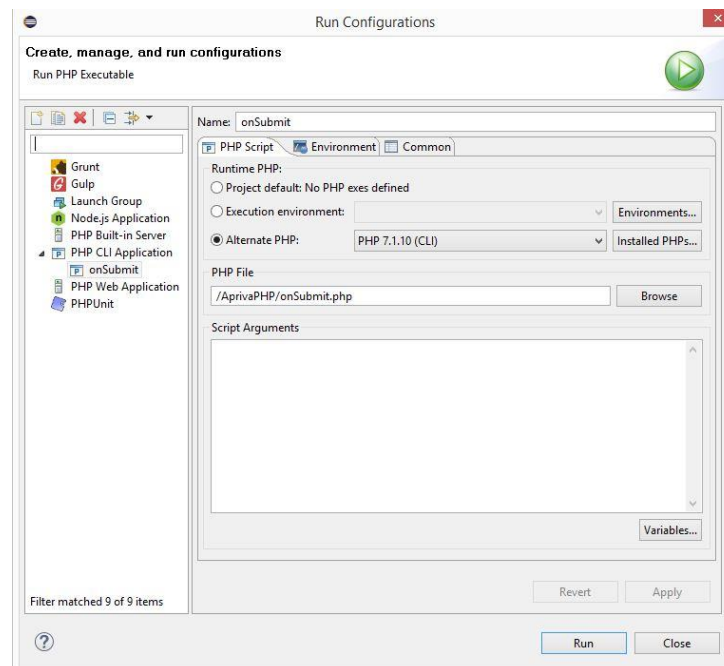 Run Configurations
Create, manage, and run configurations
Run PHP Executable
Grunt
Gulp
Launch Group
Node.js Application
PHP Built-in Server
PHP CLI Application
onSubmit
PHP Web Application
PHPUnit
Filter matched 9 of 9 items
Name: onSubmit
PHP Script Environment Common
Runtime PHP:
Project default: No PHP exes defined
Execution environment: Environments...
Alternate PHP: PHP 7.1.10 (CLI) Installed PHPs...
PHP File
/AprivaPHP/onSubmit.php Browse
Script Arguments
Variables...
Revert Apply
Run Close